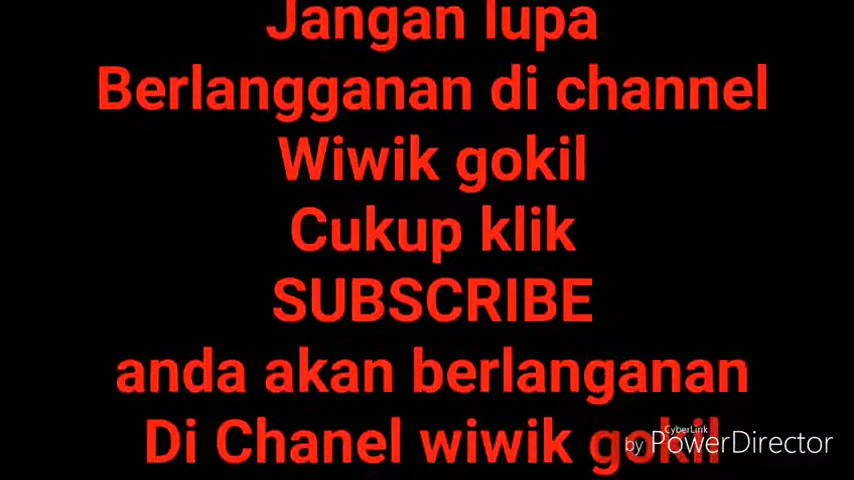 Jangan lupa
Berlangganan di channel
Wiwik gokil
Cukup klik
SUBSCRIBE
anda akan berlanganan
Di Chanel wiwik gokil
CyberLink
by PowerDirector